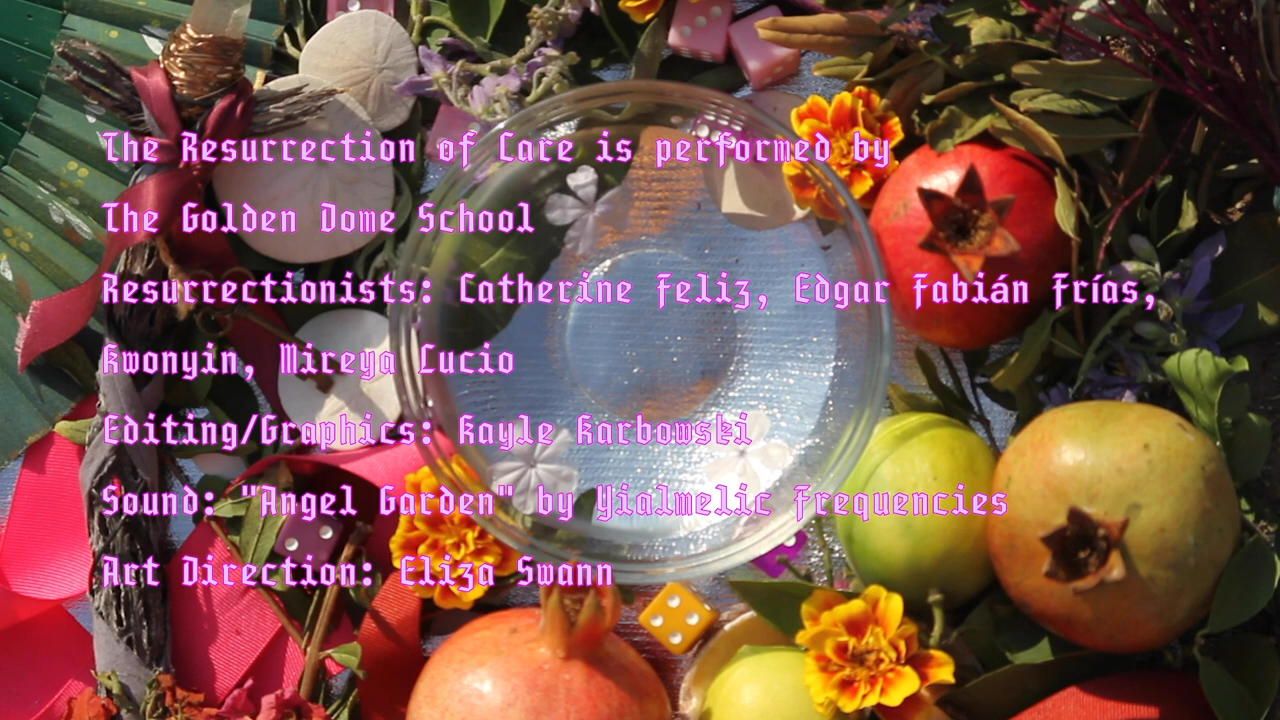 The Resurrection of Care is performed by
The Golden Dome School
Resurrectionists: Catherine Feliz, Edgar Fabián Frías,
Kwonyin, Mireya Lucio
Editing/Graphics: Kayle Karbowski
Sound: "Angel Garden" by Yialmelic Frequencies
Art Direction: Eliza Swann